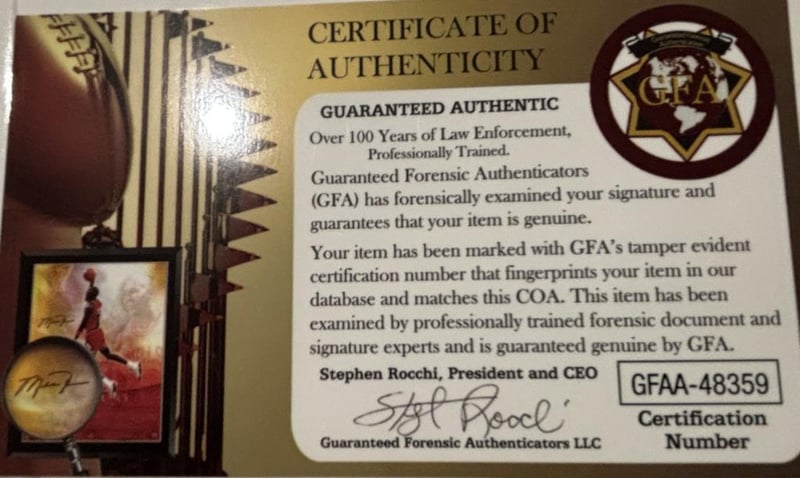 CERTIFICATE OF
AUTHENTICITY
GFA
GUARANTEED AUTHENTIC
Over 100 Years of Law Enforcement,
Professionally Trained.
Guaranteed Forensic Authenticators
(GFA) has forensically examined your signature and
guarantees that your item is genuine.
Your item has been marked with GFA's tamper evident
certification number that fingerprints your item in our
database and matches this COA. This item has been
examined by professionally trained forensic document and
signature experts and is guaranteed genuine by GFA.
Stephen Rocchi, President and CEO
Guaranteed Forensic Authenticators LLC
GFAA-48359
Certification
Number